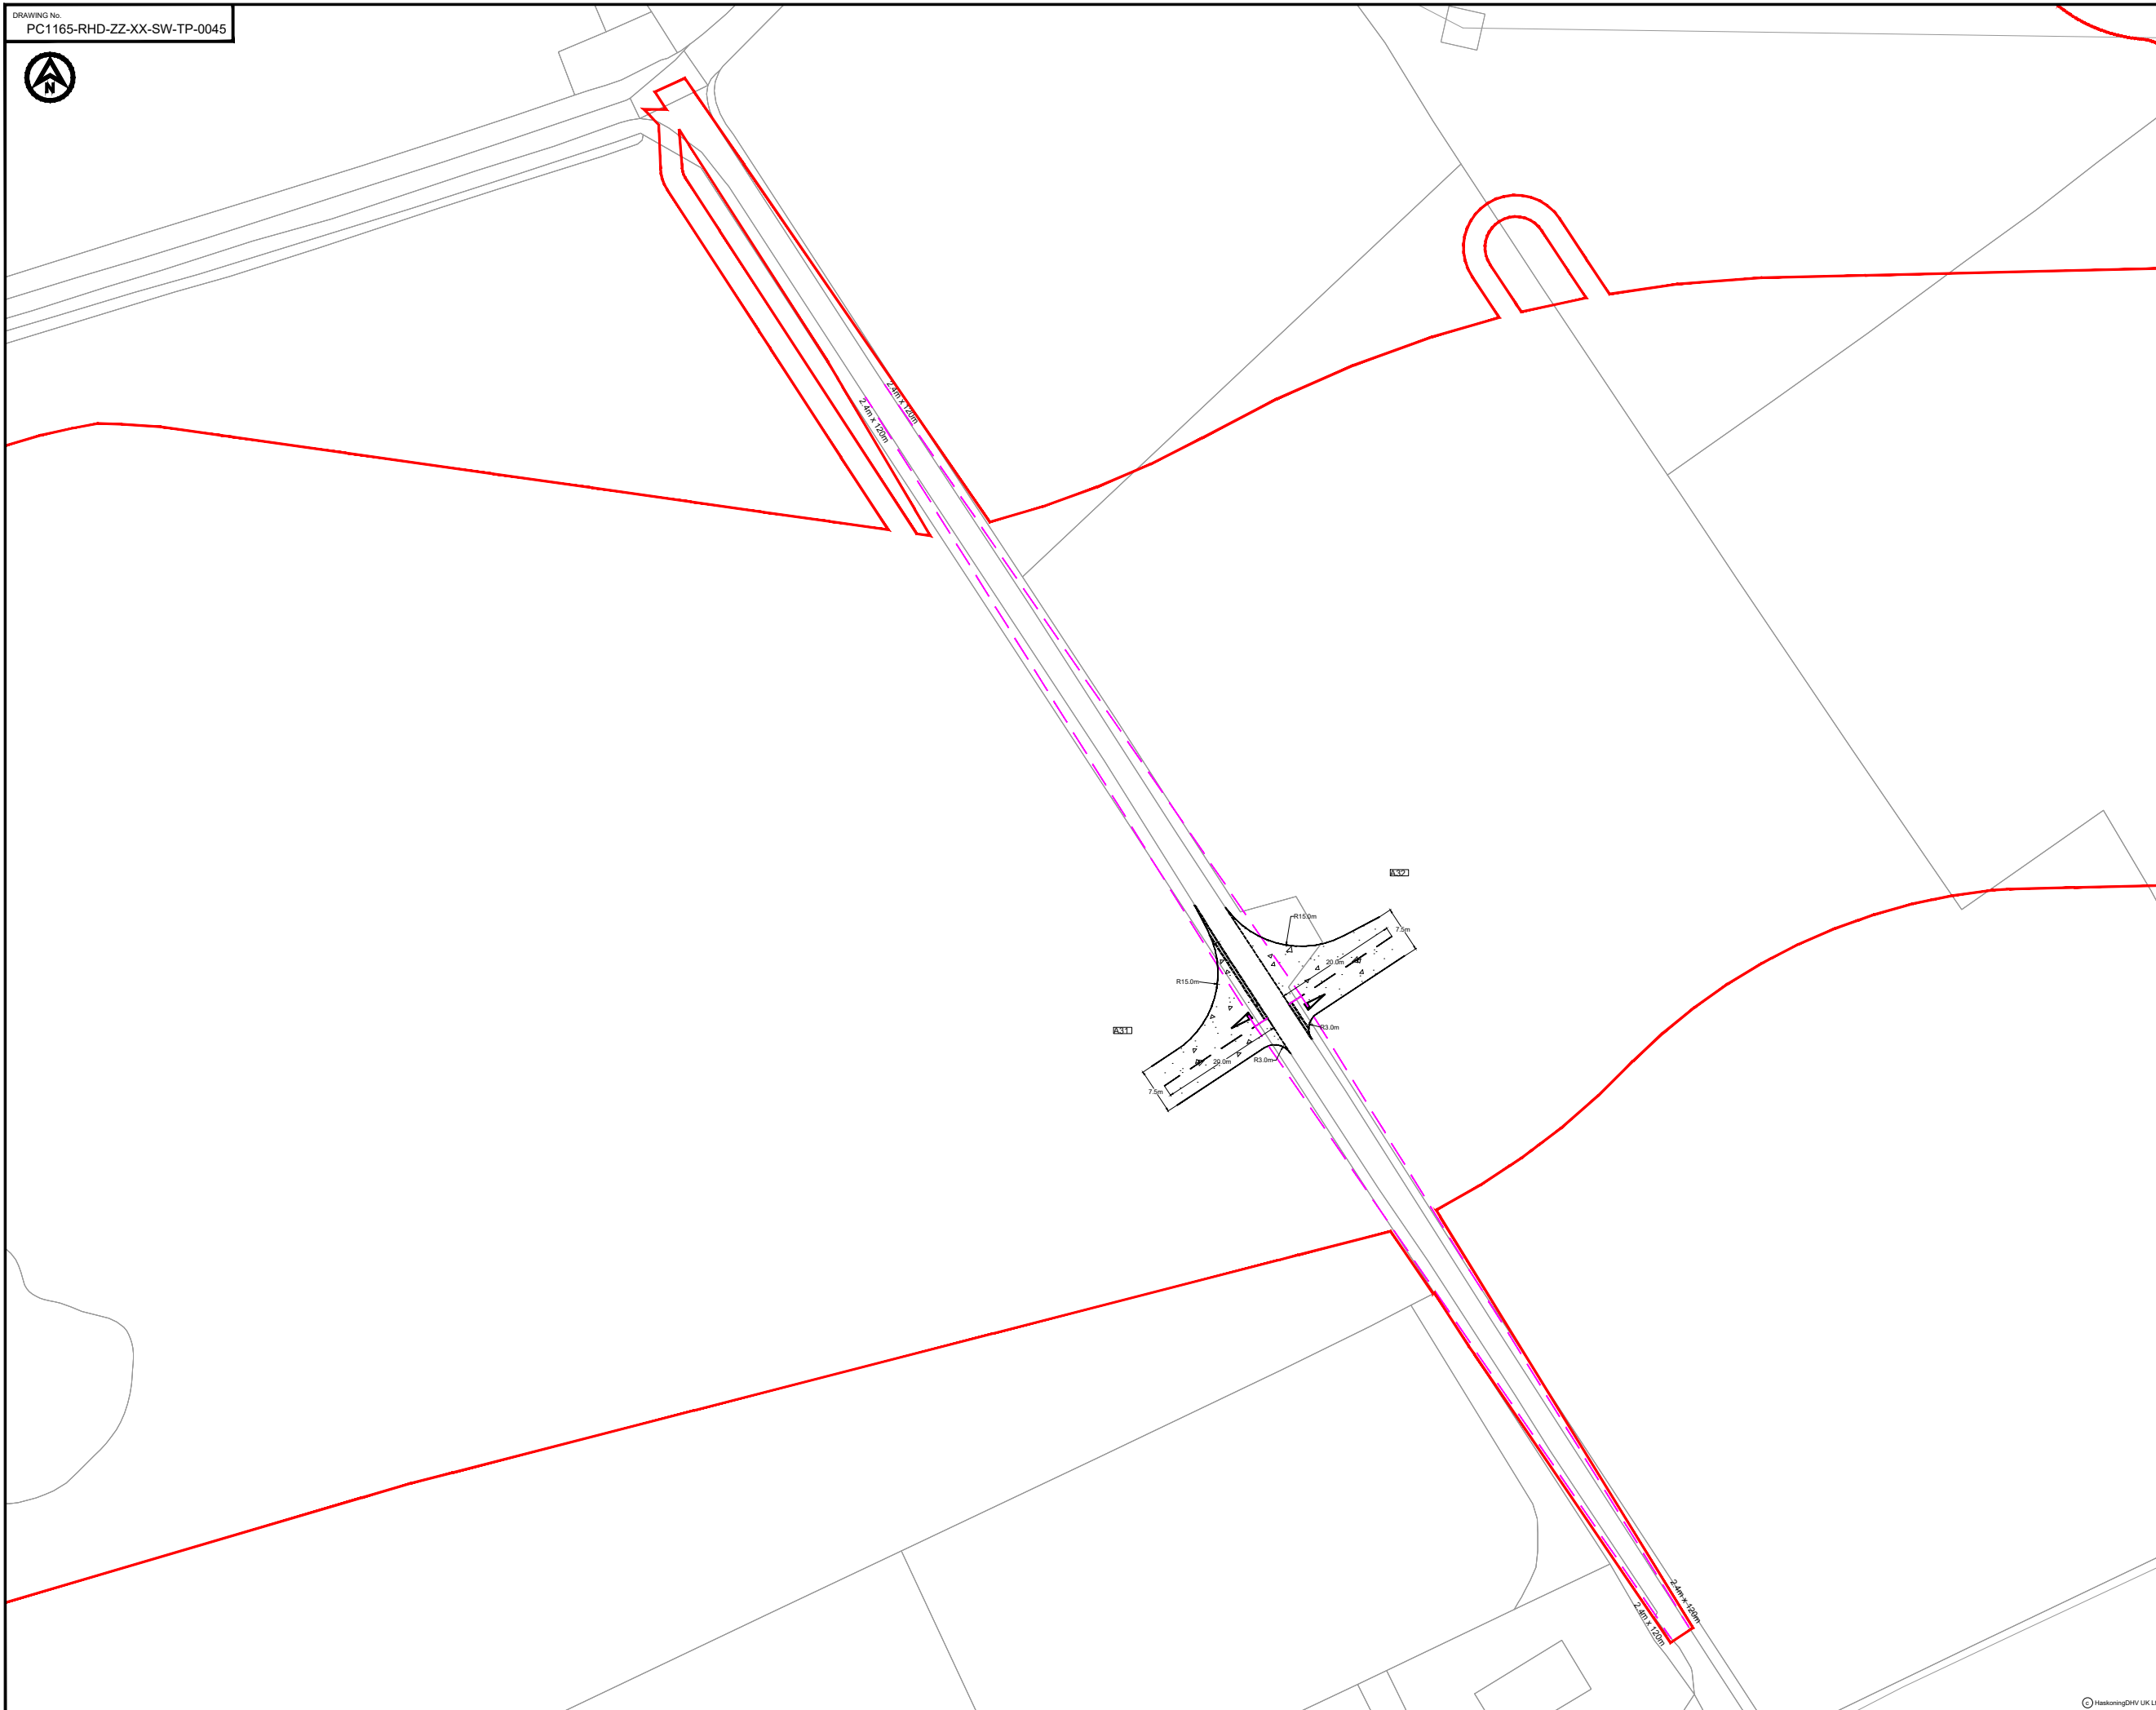 DRAWING No.
PC1165-RHD-ZZ-XX-SW-TP-0045
N
2.4m x 120m
2.4m x 120m
A32
R15.0m
7.5m
20.0m
R15.0m
R3.0m
A31
20.0m
R3.0m
7.5m
2.4m x 120m
2.4m x 120m
c HaskoningDHV UK Lt